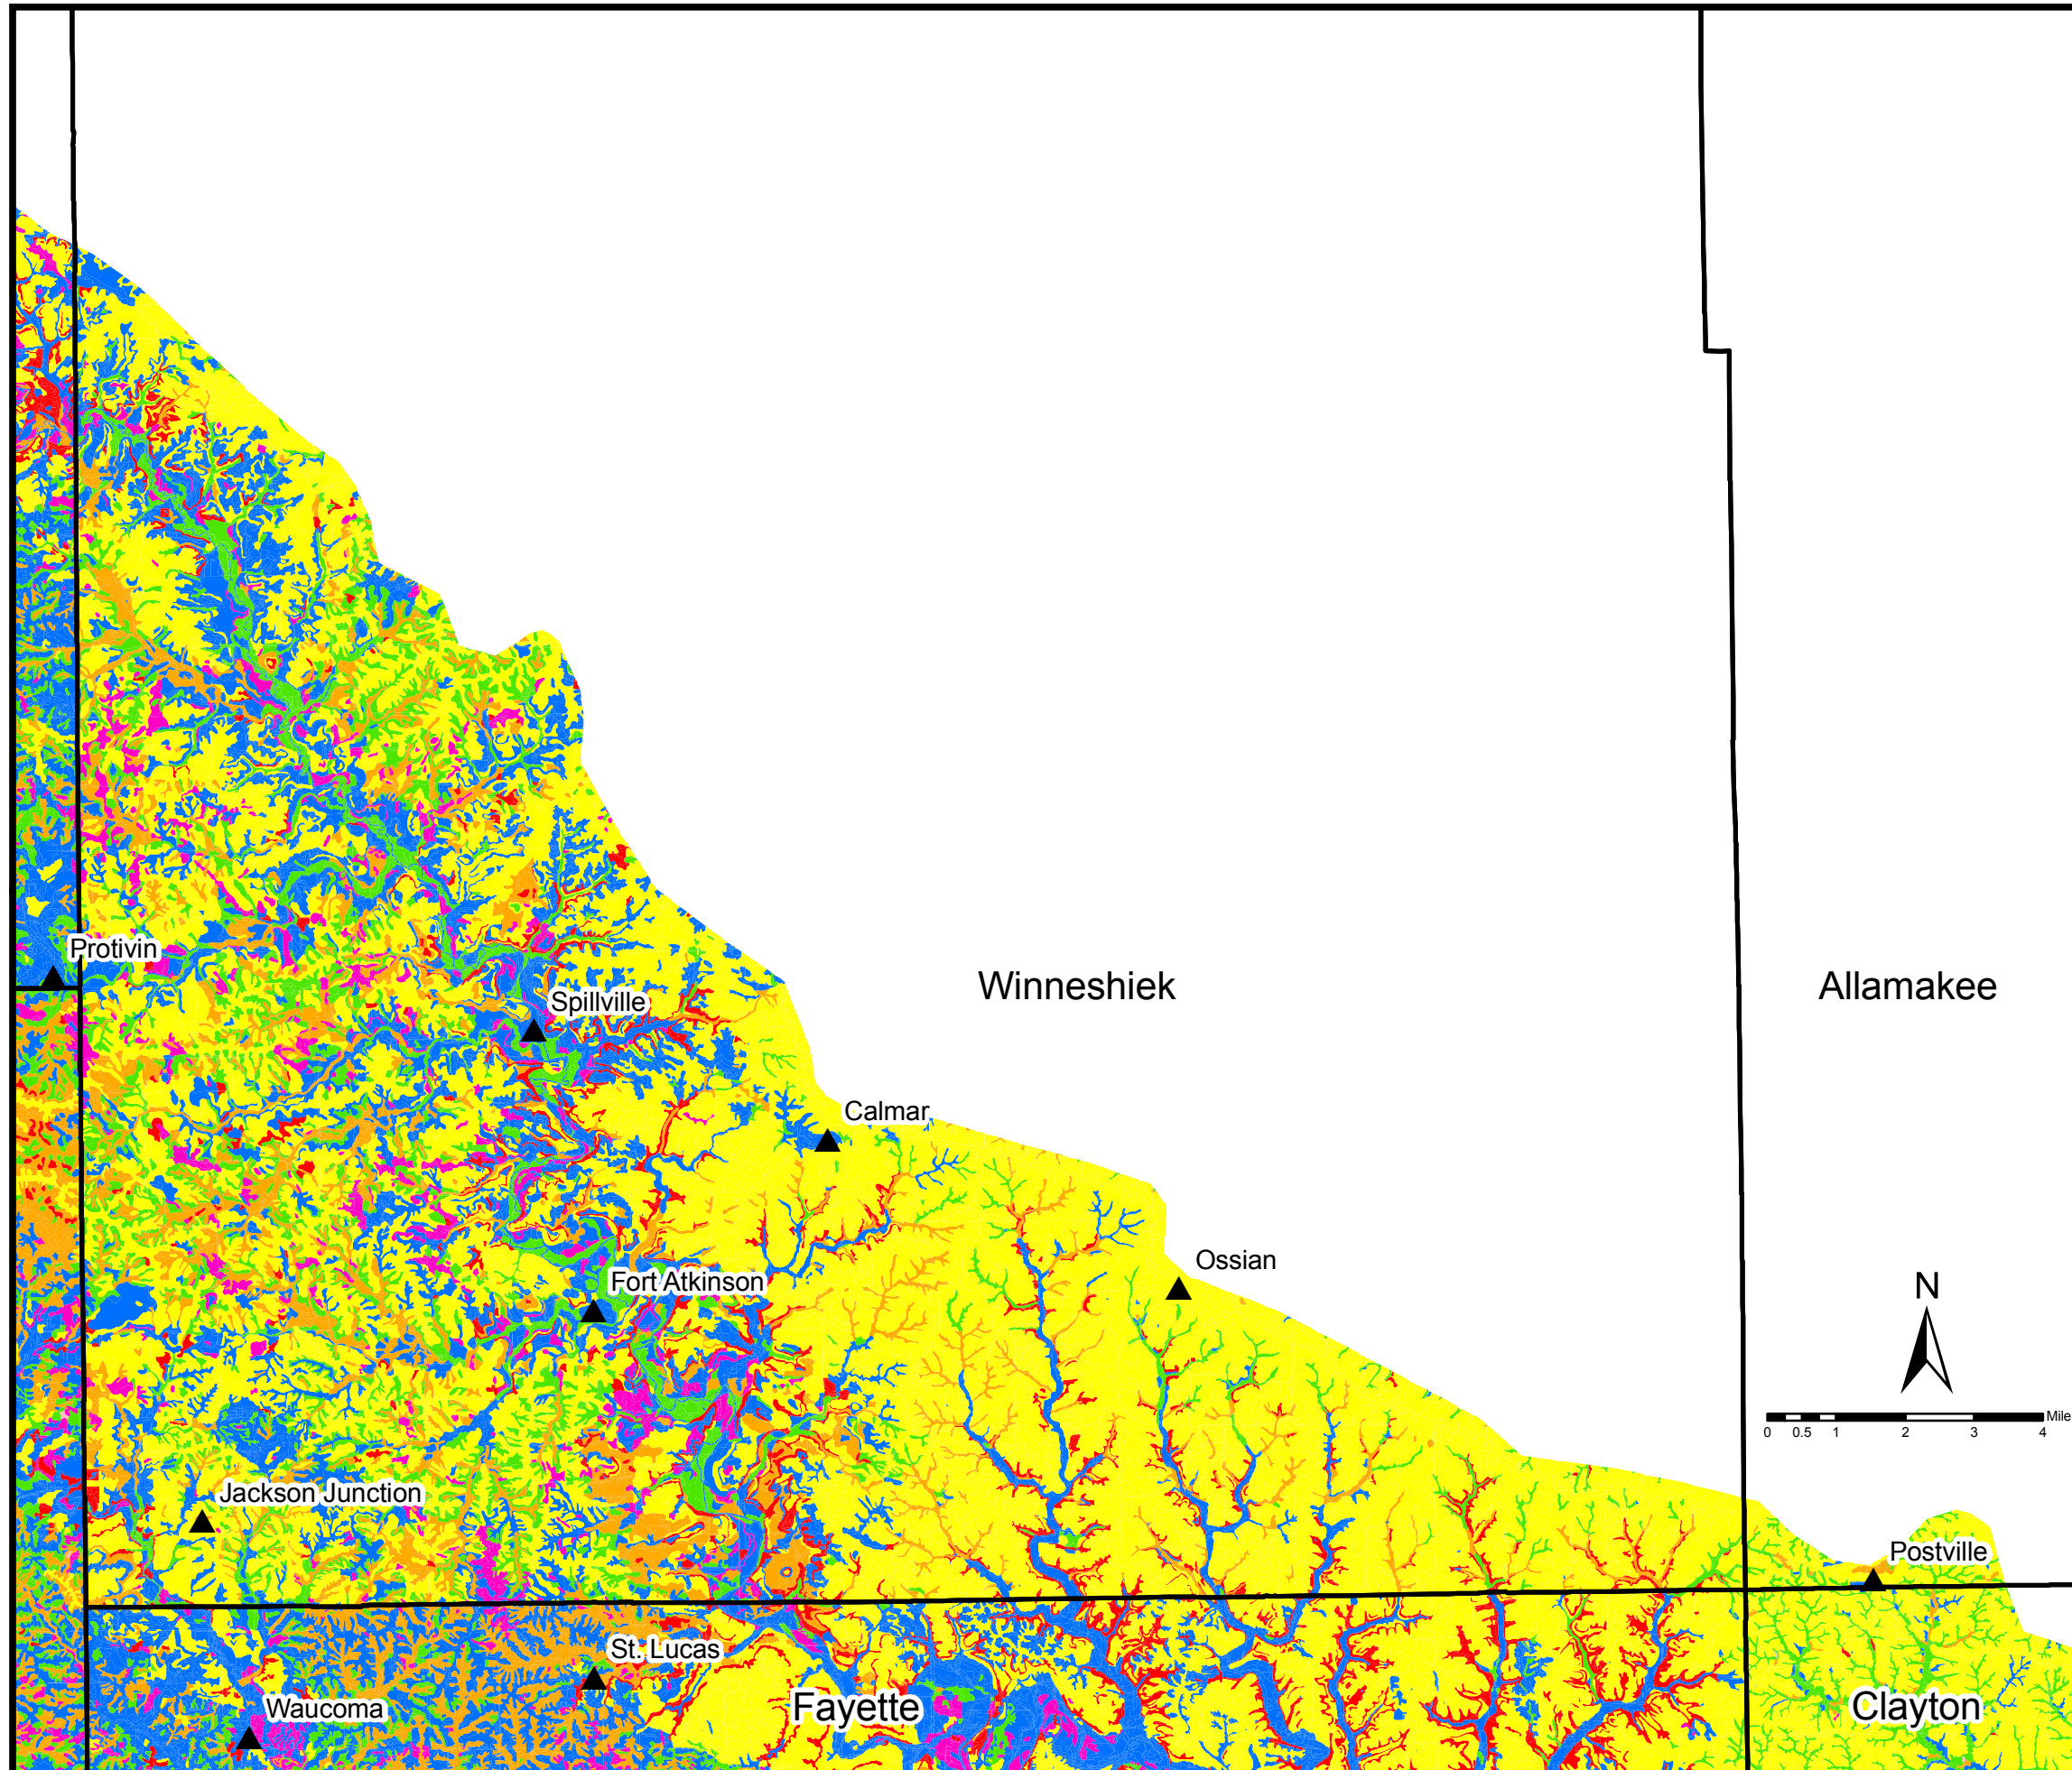 Protivin
Winneshiek
Allamakee
Spillville
Calmar
Ossian
Fort Atkinson
N
Mile
0 0.5 1 2 3 4
Jackson Junction
Postville
St. Lucas
Waucoma
Fayette
Clayton